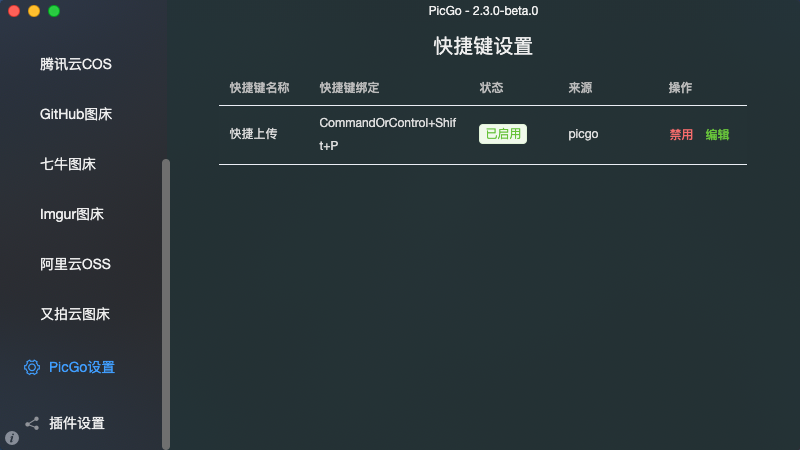 PicGo - 2.3.0-beta.0
腾讯云COS
GitHub图床
七牛图床
Imgur图床
阿里云OSS
又拍云图床
PicGo设置
插件设置
快捷键设置
快捷键名称 快捷键绑定 状态 来源 操作
快捷上传 CommandOrControl+Shif
t+P 已启用 picgo 禁用 编辑